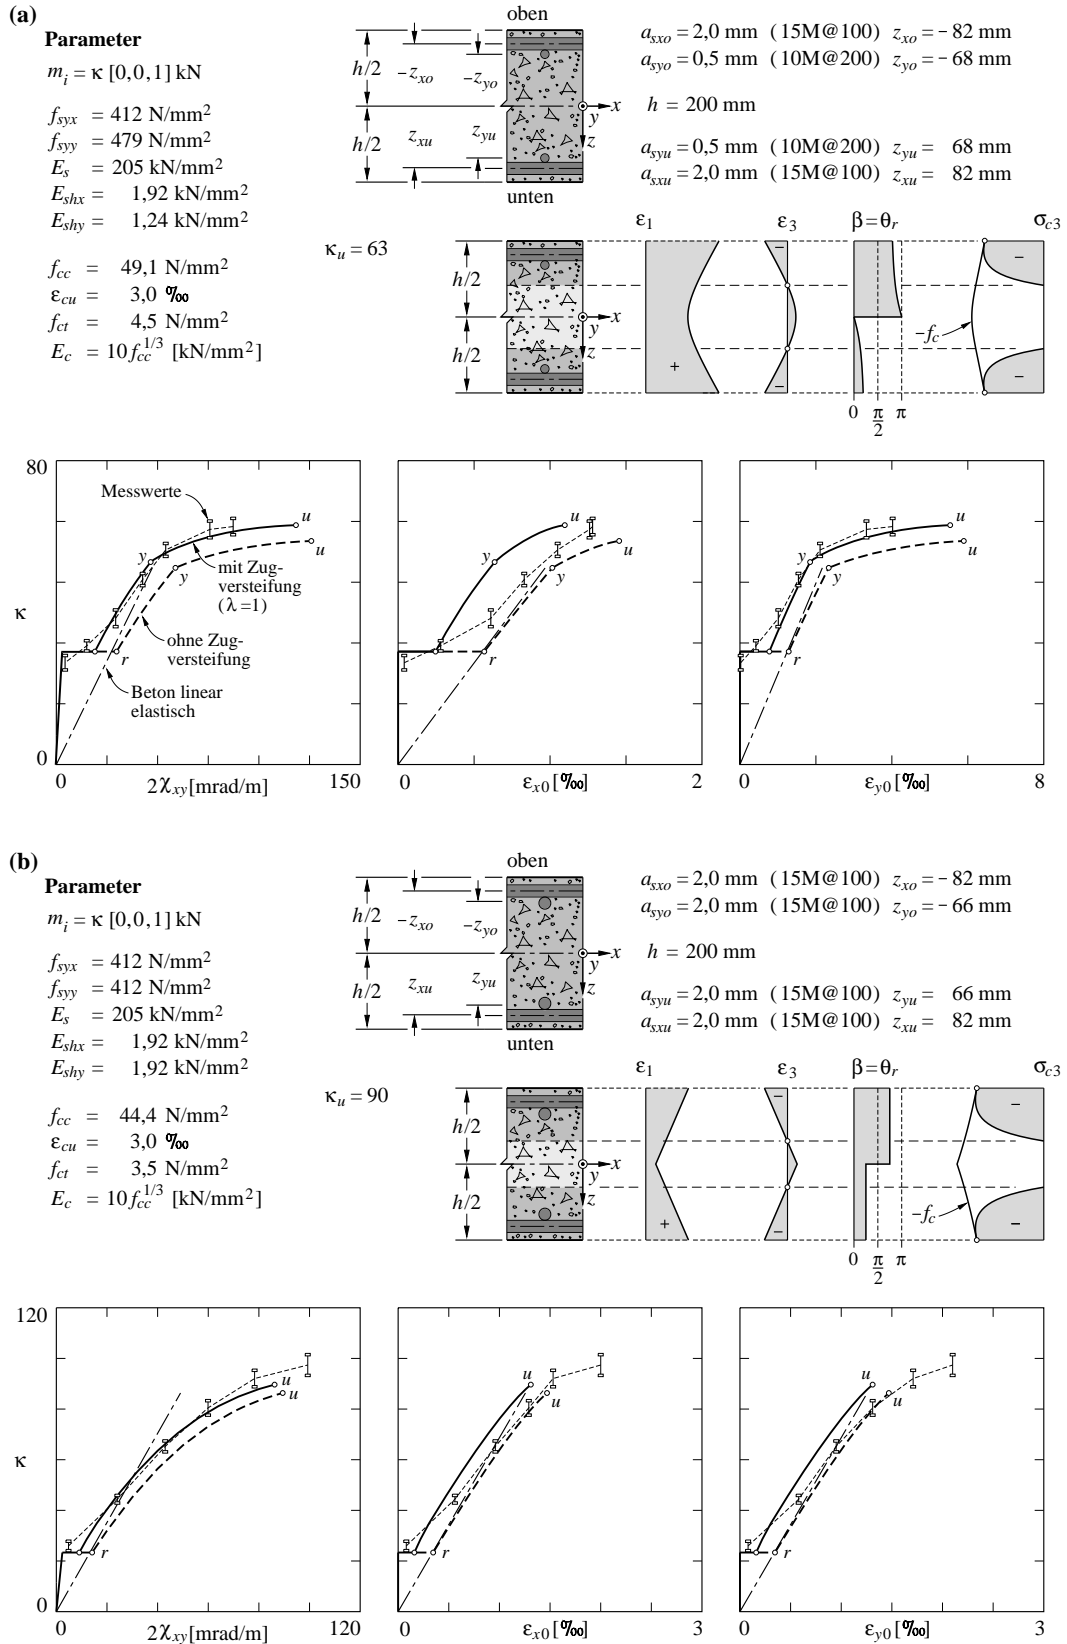 (a)
Parameter
m_i = κ [0,0,1] kN
f_syx = 412 N/mm²
f_syy = 479 N/mm²
E_s = 205 kN/mm²
E_shx = 1,92 kN/mm²
E_shy = 1,24 kN/mm²
f_cc = 49,1 N/mm²
ε_cu = 3,0 ‰
f_ct = 4,5 N/mm²
E_c = 10 f_cc^1/3 [kN/mm²]
oben
h/2
−z_xo
−z_yo
x
y
z
h/2
z_xu
z_yu
unten
a_sxo = 2,0 mm (15M@100) z_xo = − 82 mm
a_syo = 0,5 mm (10M@200) z_yo = − 68 mm
h = 200 mm
a_syu = 0,5 mm (10M@200) z_yu = 68 mm
a_sxu = 2,0 mm (15M@100) z_xu = 82 mm
κ_u = 63
ε_1 ε_3 β = θ_r σ_c3
h/2
h/2
x
y
z
+
−
−
−f_c
−
−
0 π/2 π
80
κ
0
Messwerte
u
u
y
y
mit Zug-
versteifung
(λ = 1)
ohne Zug-
versteifung
r
Beton linear
elastisch
0 2χ_xy [mrad/m] 150
u
y
u
y
r
0 ε_x0 [‰] 2
u
y
u
y
r
0 ε_y0 [‰] 8
(b)
Parameter
m_i = κ [0,0,1] kN
f_syx = 412 N/mm²
f_syy = 412 N/mm²
E_s = 205 kN/mm²
E_shx = 1,92 kN/mm²
E_shy = 1,92 kN/mm²
f_cc = 44,4 N/mm²
ε_cu = 3,0 ‰
f_ct = 3,5 N/mm²
E_c = 10 f_cc^1/3 [kN/mm²]
oben
h/2
−z_xo
−z_yo
x
y
z
h/2
z_xu
z_yu
unten
a_sxo = 2,0 mm (15M@100) z_xo = − 82 mm
a_syo = 2,0 mm (15M@100) z_yo = − 66 mm
h = 200 mm
a_syu = 2,0 mm (15M@100) z_yu = 66 mm
a_sxu = 2,0 mm (15M@100) z_xu = 82 mm
κ_u = 90
ε_1 ε_3 β = θ_r σ_c3
h/2
h/2
x
y
z
+
−
−
−f_c
−
−
0 π/2 π
120
κ
0
u
u
r
0 2χ_xy [mrad/m] 120
u
u
r
0 ε_x0 [‰] 3
u
u
r
0 ε_y0 [‰] 3